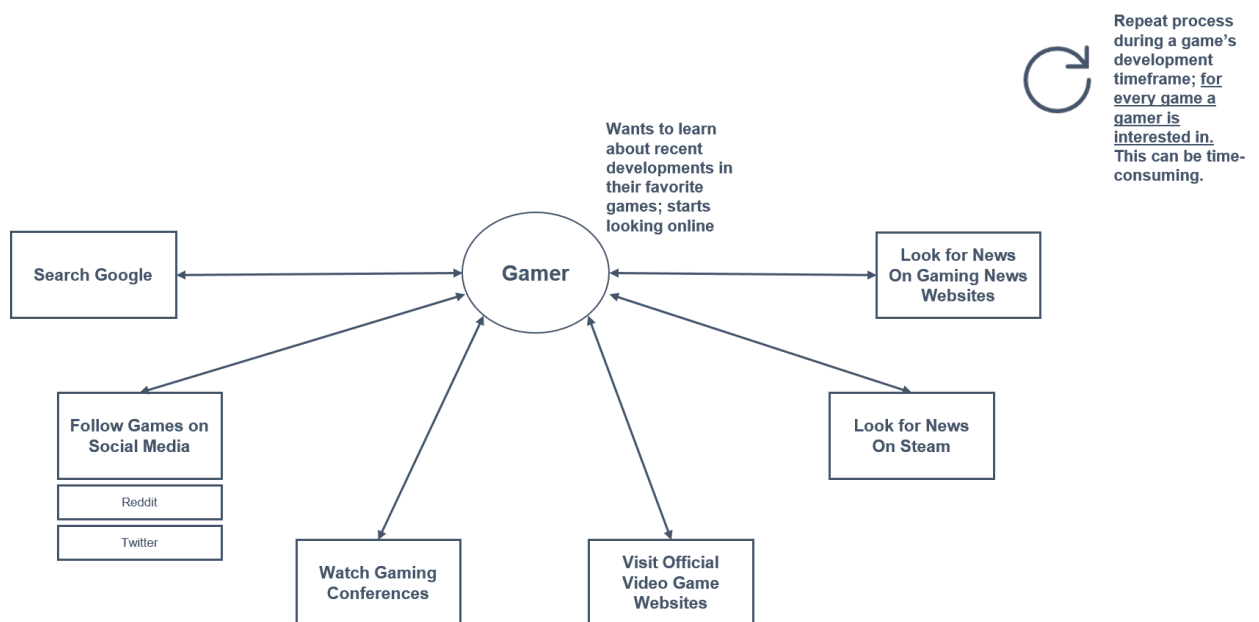 Repeat process
during a game’s
development
timeframe; for
every game a
gamer is
interested in.
This can be time-
consuming.
Wants to learn
about recent
developments in
their favorite
games; starts
looking online
Search Google
Gamer
Look for News
On Gaming News
Websites
Follow Games on
Social Media
Reddit
Twitter
Look for News
On Steam
Watch Gaming
Conferences
Visit Official
Video Game
Websites